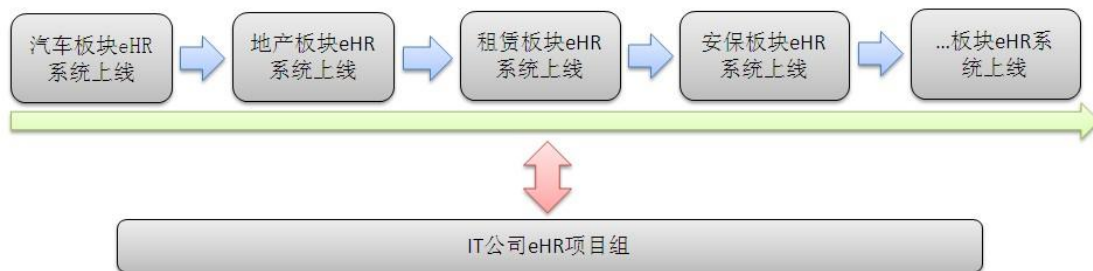 汽车板块eHR
系统上线
地产板块eHR
系统上线
租赁板块eHR
系统上线
安保板块eHR
系统上线
...板块eHR系
统上线
IT公司eHR项目组